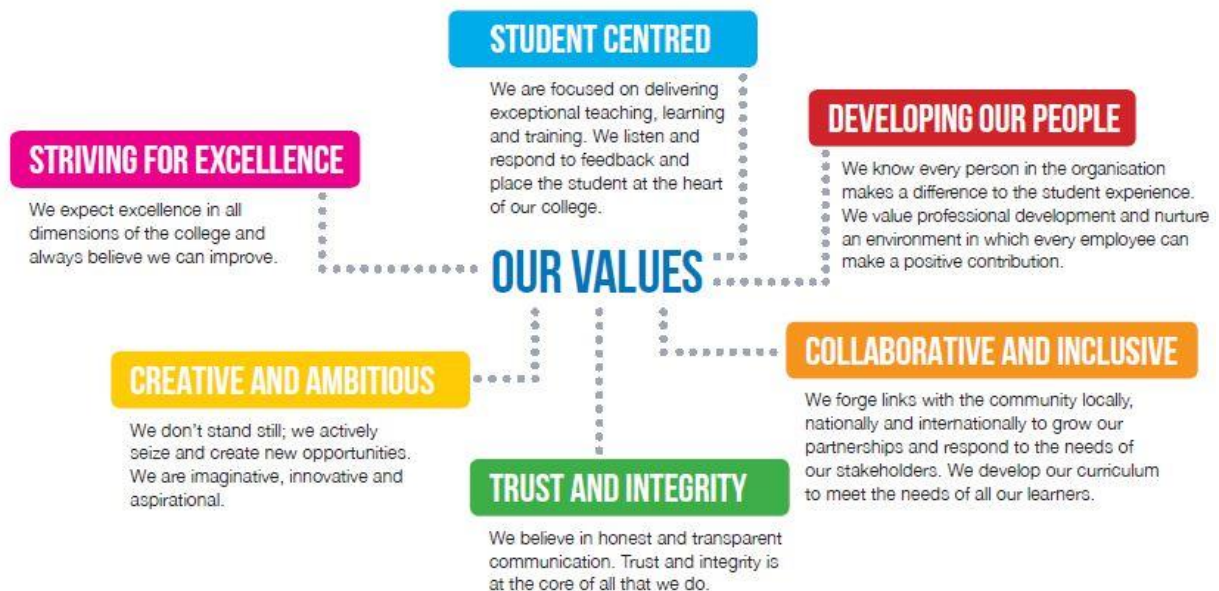 STUDENT CENTRED
We are focused on delivering
exceptional teaching, learning
and training. We listen and
respond to feedback and
place the student at the heart
of our college.
DEVELOPING OUR PEOPLE
We know every person in the organisation
makes a difference to the student experience.
We value professional development and nurture
an environment in which every employee can
make a positive contribution.
STRIVING FOR EXCELLENCE
We expect excellence in all
dimensions of the college and
always believe we can improve.
OUR VALUES
CREATIVE AND AMBITIOUS
We don't stand still; we actively
seize and create new opportunities.
We are imaginative, innovative and
aspirational.
COLLABORATIVE AND INCLUSIVE
We forge links with the community locally,
nationally and internationally to grow our
partnerships and respond to the needs of
our stakeholders. We develop our curriculum
to meet the needs of all our learners.
TRUST AND INTEGRITY
We believe in honest and transparent
communication. Trust and integrity is
at the core of all that we do.